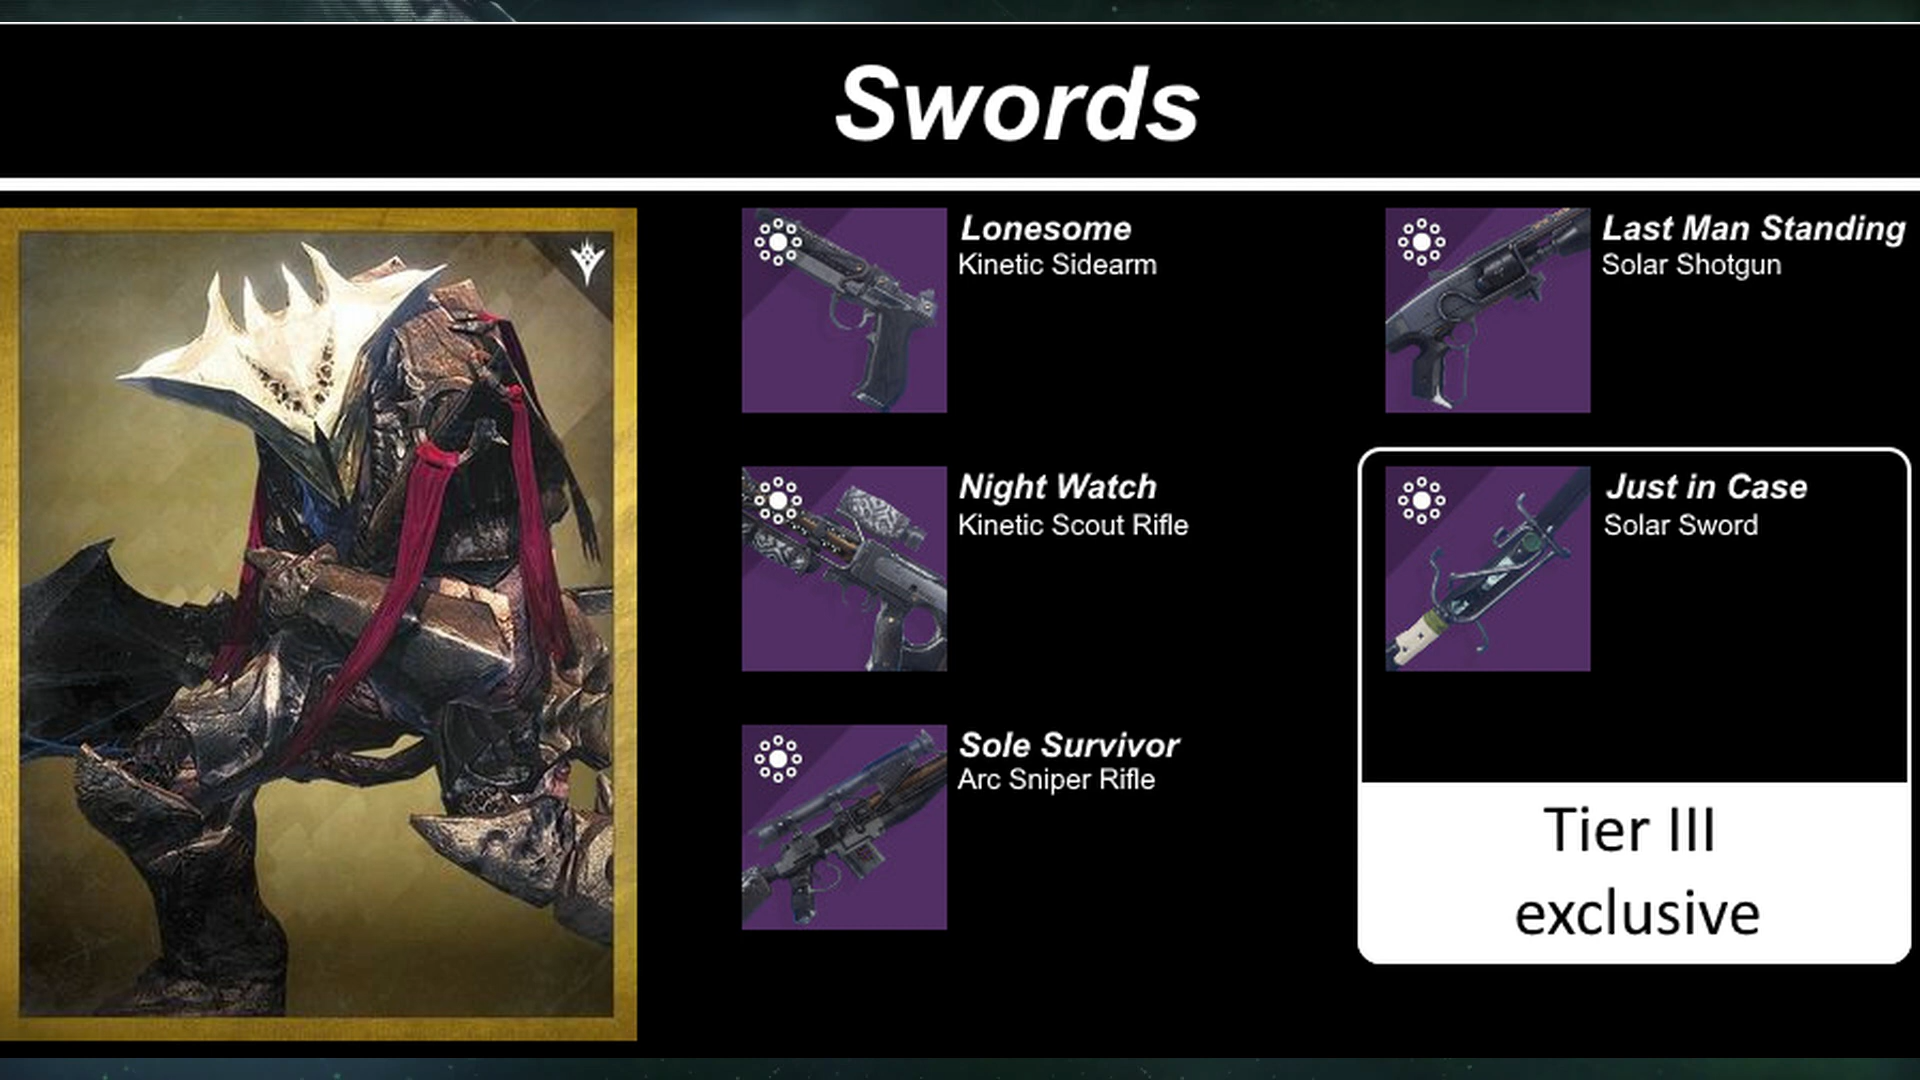 Swords
Lonesome
Kinetic Sidearm
Last Man Standing
Solar Shotgun
Night Watch
Kinetic Scout Rifle
Just in Case
Solar Sword
Sole Survivor
Arc Sniper Rifle
Tier III
exclusive